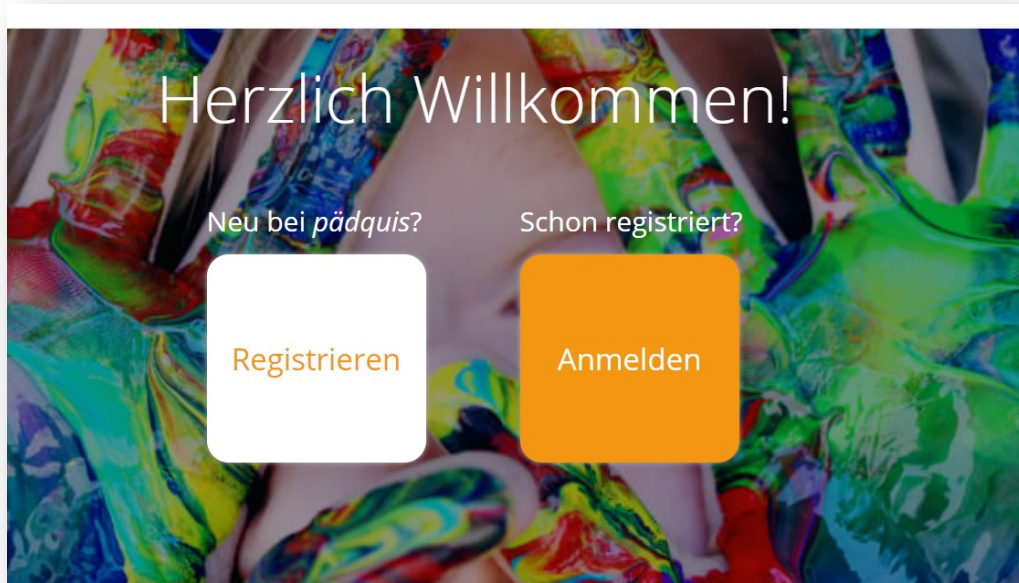 Herzlich Willkommen!
Neu bei pädquis?
Schon registriert?
Registrieren
Anmelden